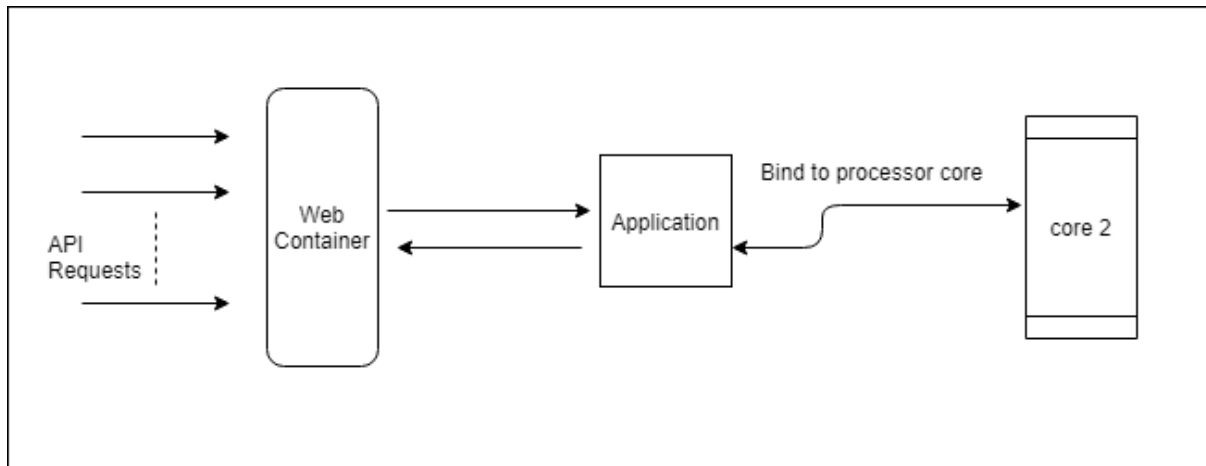 API
Requests
Web
Container
Application
Bind to processor core
core 2